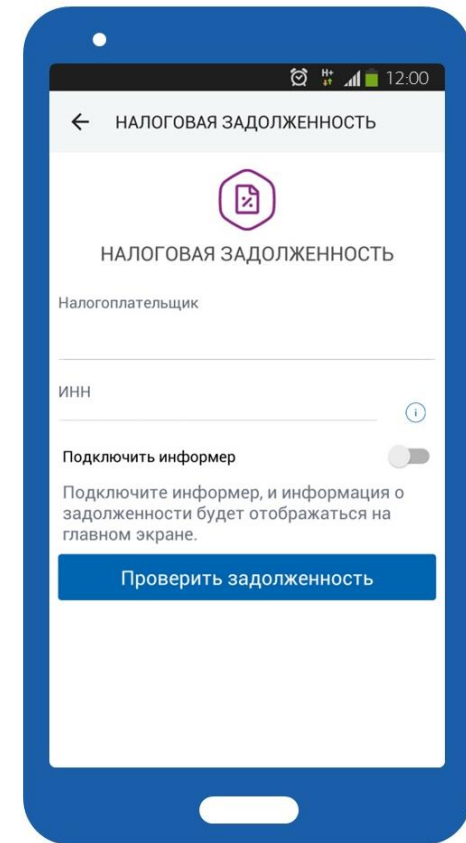 H+ 12:00
НАЛОГОВАЯ ЗАДОЛЖЕННОСТЬ
НАЛОГОВАЯ ЗАДОЛЖЕННОСТЬ
Налогоплательщик
ИНН
Подключить информер
Подключите информер, и информация о
задолженности будет отображаться на
главном экране.
Проверить задолженность